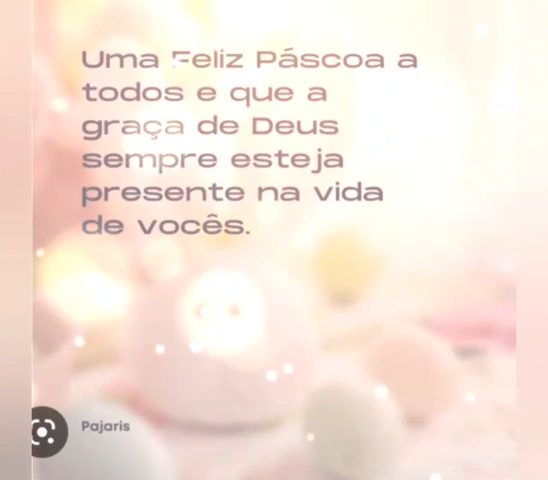 Uma Feliz Páscoa a
todos e que a
graça de Deus
sempre esteja
presente na vida
de vocês.
Pajaris